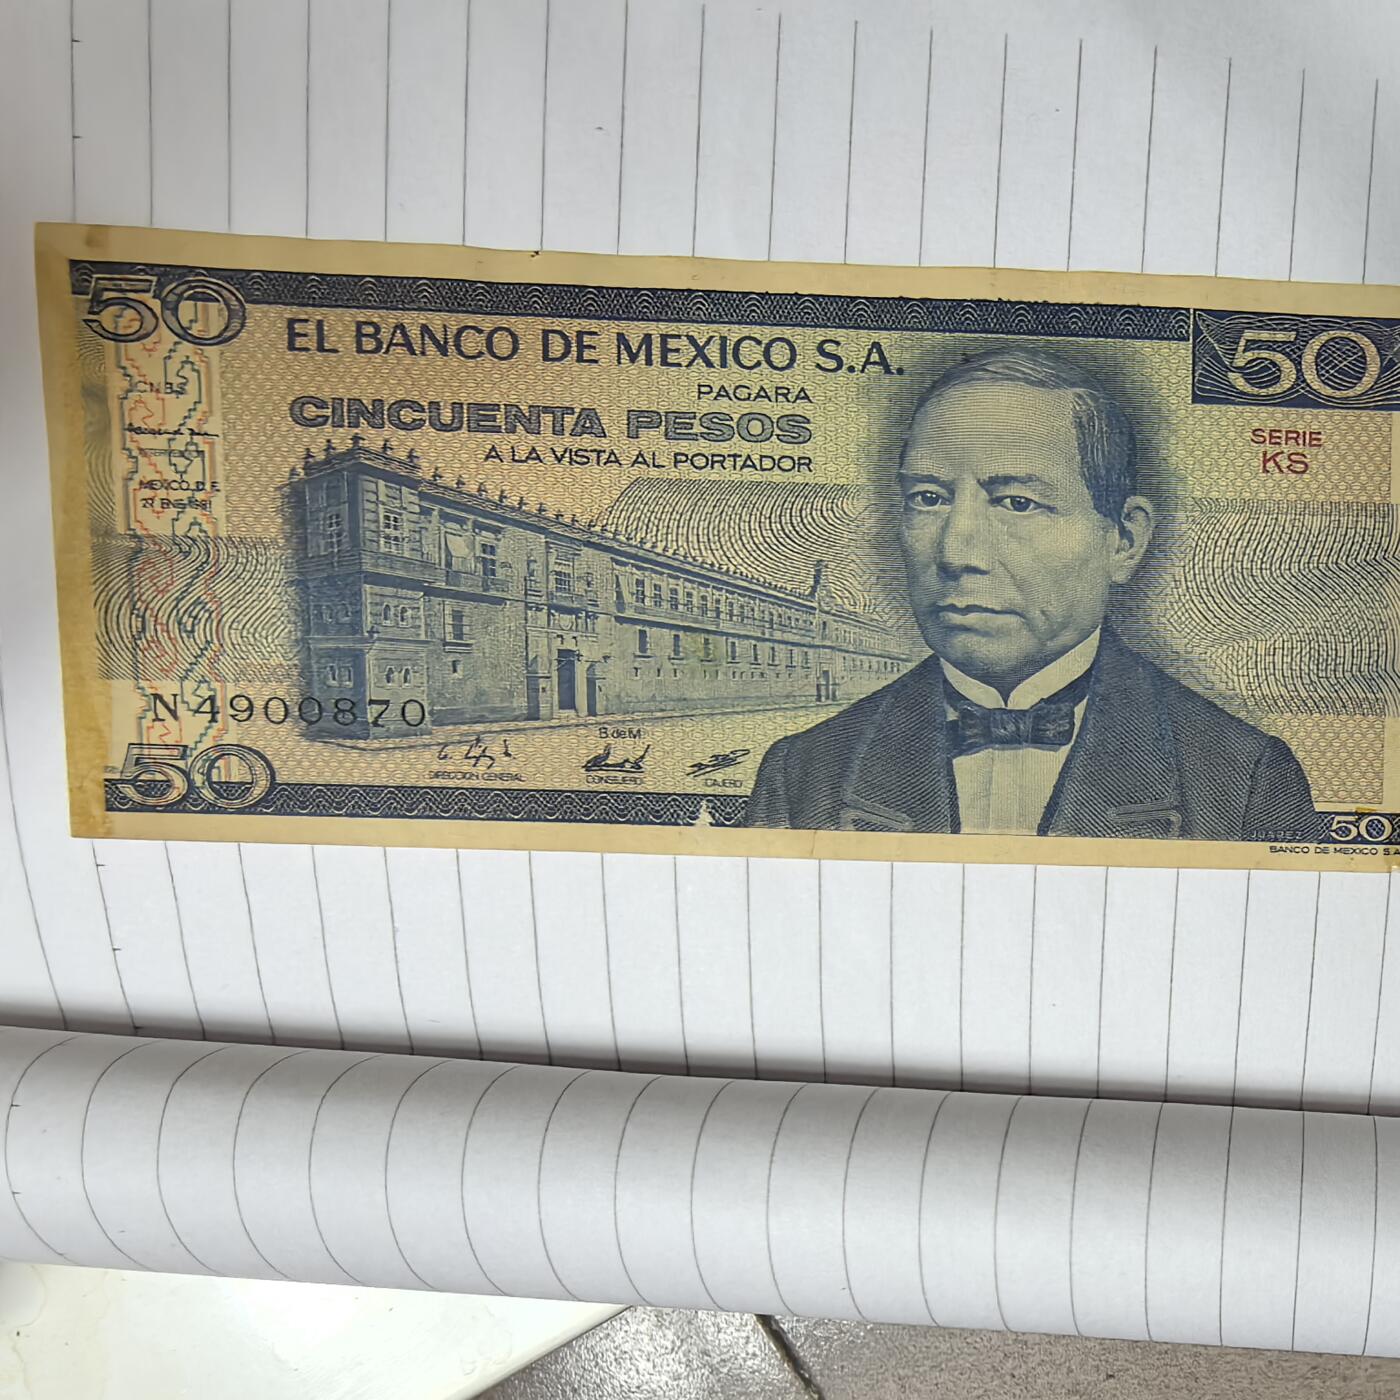 50
EL BANCO DE MEXICO S.A.
50
PAGARA
CINCUENTA PESOS
A LA VISTA AL PORTADOR
SERIE
KS
MEXICO, D.F.
N 4900870
B de M
DIRECCION GENERAL
CONSEJERO
CAJERO
50
JUAREZ
50
BANCO DE MEXICO S.A.